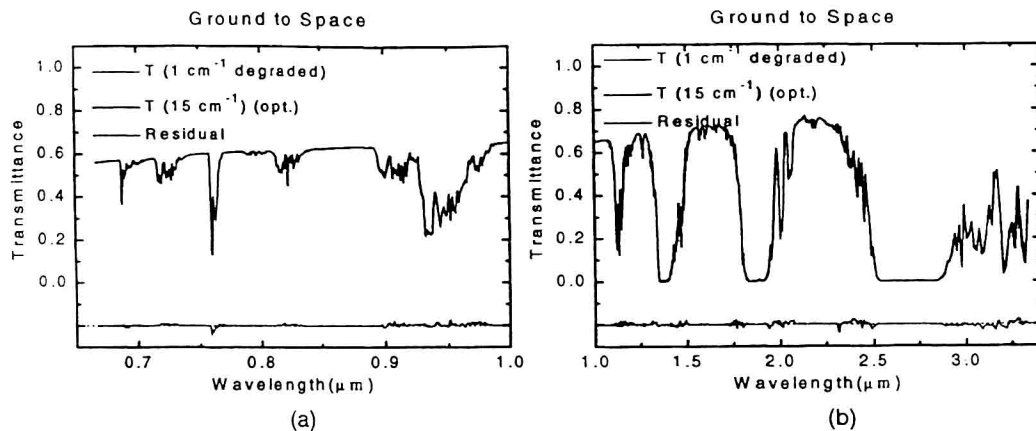 Ground to Space
1.0
0.8
0.6
0.4
0.2
0.0
Transmittance
T (1 cm⁻¹ degraded)
T (15 cm⁻¹) (opt.)
Residual
0.7
0.8
0.9
1.0
Wavelength(μm)
(a)
Ground to Space
1.0
0.8
0.6
0.4
0.2
0.0
Transmittance
T (1 cm⁻¹ degraded)
T (15 cm⁻¹) (opt.)
Residual
1.0
1.5
2.0
2.5
3.0
Wavelength(μm)
(b)